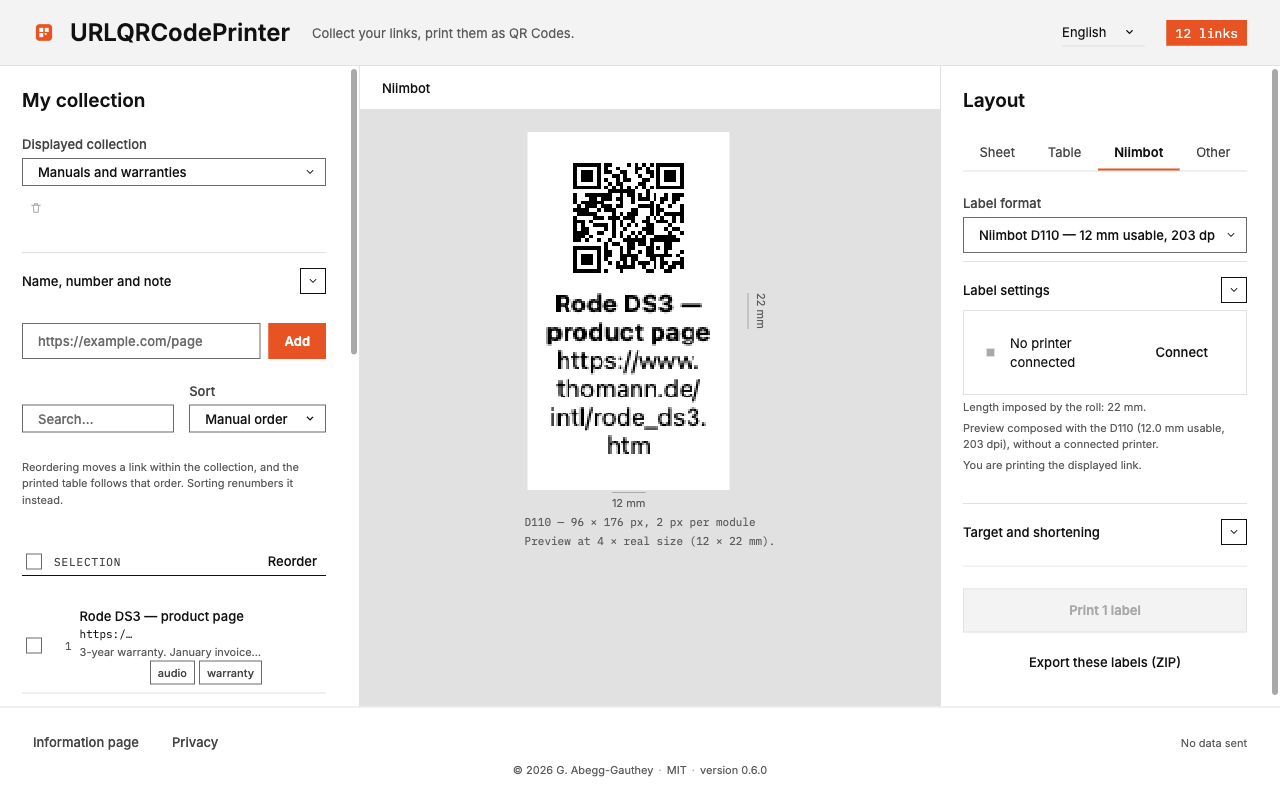 URLQRCodePrinter
Collect your links, print them as QR Codes.
English
12 links
My collection
Displayed collection
Manuals and warranties
Name, number and note
https://example.com/page
Add
Sort
Search...
Manual order
Reordering moves a link within the collection, and the
printed table follows that order. Sorting renumbers it
instead.
SELECTION
Reorder
Rode DS3 — product page
https:/…
1
3-year warranty. January invoice...
audio
warranty
Niimbot
Rode DS3 —
product page
https://www.
thomann.de/
intl/rode_ds3.
htm
22 mm
12 mm
D110 — 96 × 176 px, 2 px per module
Preview at 4 × real size (12 × 22 mm).
Layout
Sheet
Table
Niimbot
Other
Label format
Niimbot D110 — 12 mm usable, 203 dp
Label settings
No printer
connected
Connect
Length imposed by the roll: 22 mm.
Preview composed with the D110 (12.0 mm usable,
203 dpi), without a connected printer.
You are printing the displayed link.
Target and shortening
Print 1 label
Export these labels (ZIP)
Information page
Privacy
No data sent
© 2026 G. Abegg-Gauthey · MIT · version 0.6.0